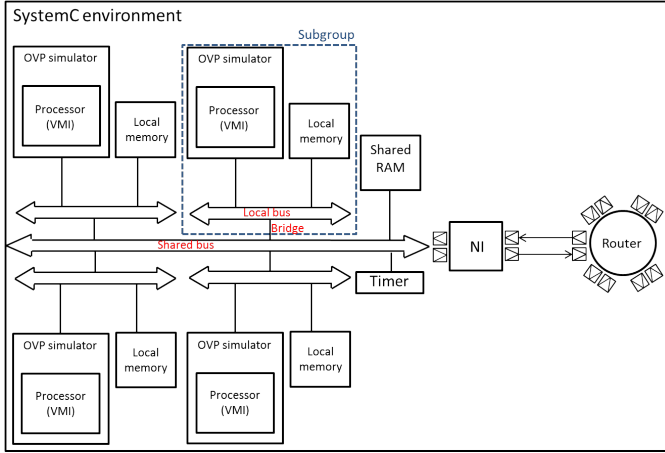 SystemC environment
Subgroup
OVP simulator
Processor
(VMI)
Local
memory
OVP simulator
Processor
(VMI)
Local
memory
Shared
RAM
Local bus
Bridge
Shared bus
NI
Router
Timer
OVP simulator
Processor
(VMI)
Local
memory
OVP simulator
Processor
(VMI)
Local
memory